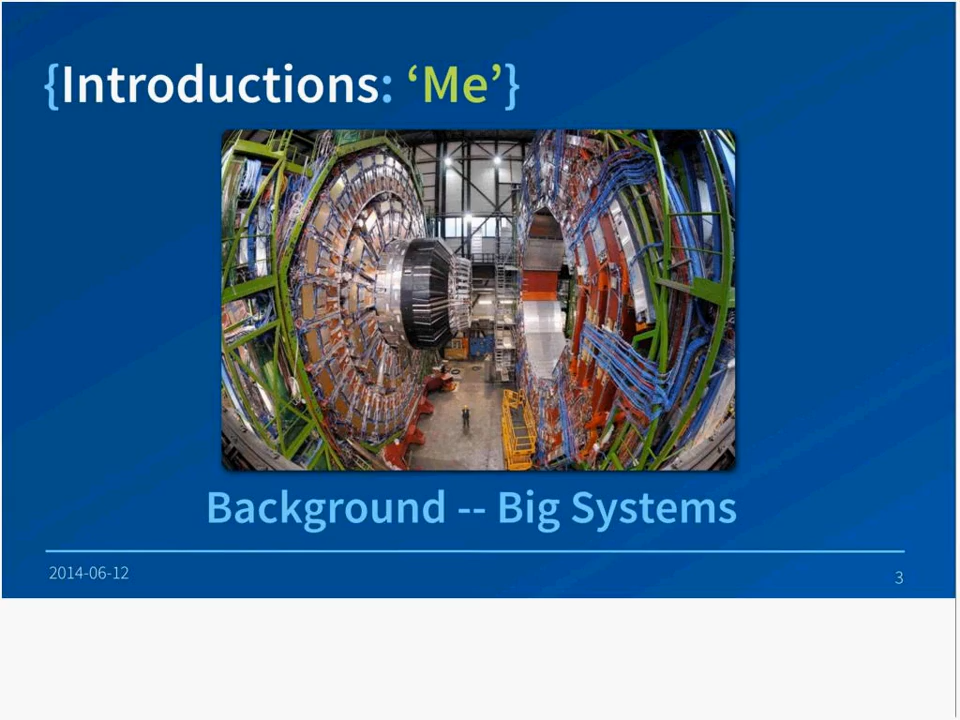 {Introductions: ‘Me’}
Background -- Big Systems
2014-06-12
3